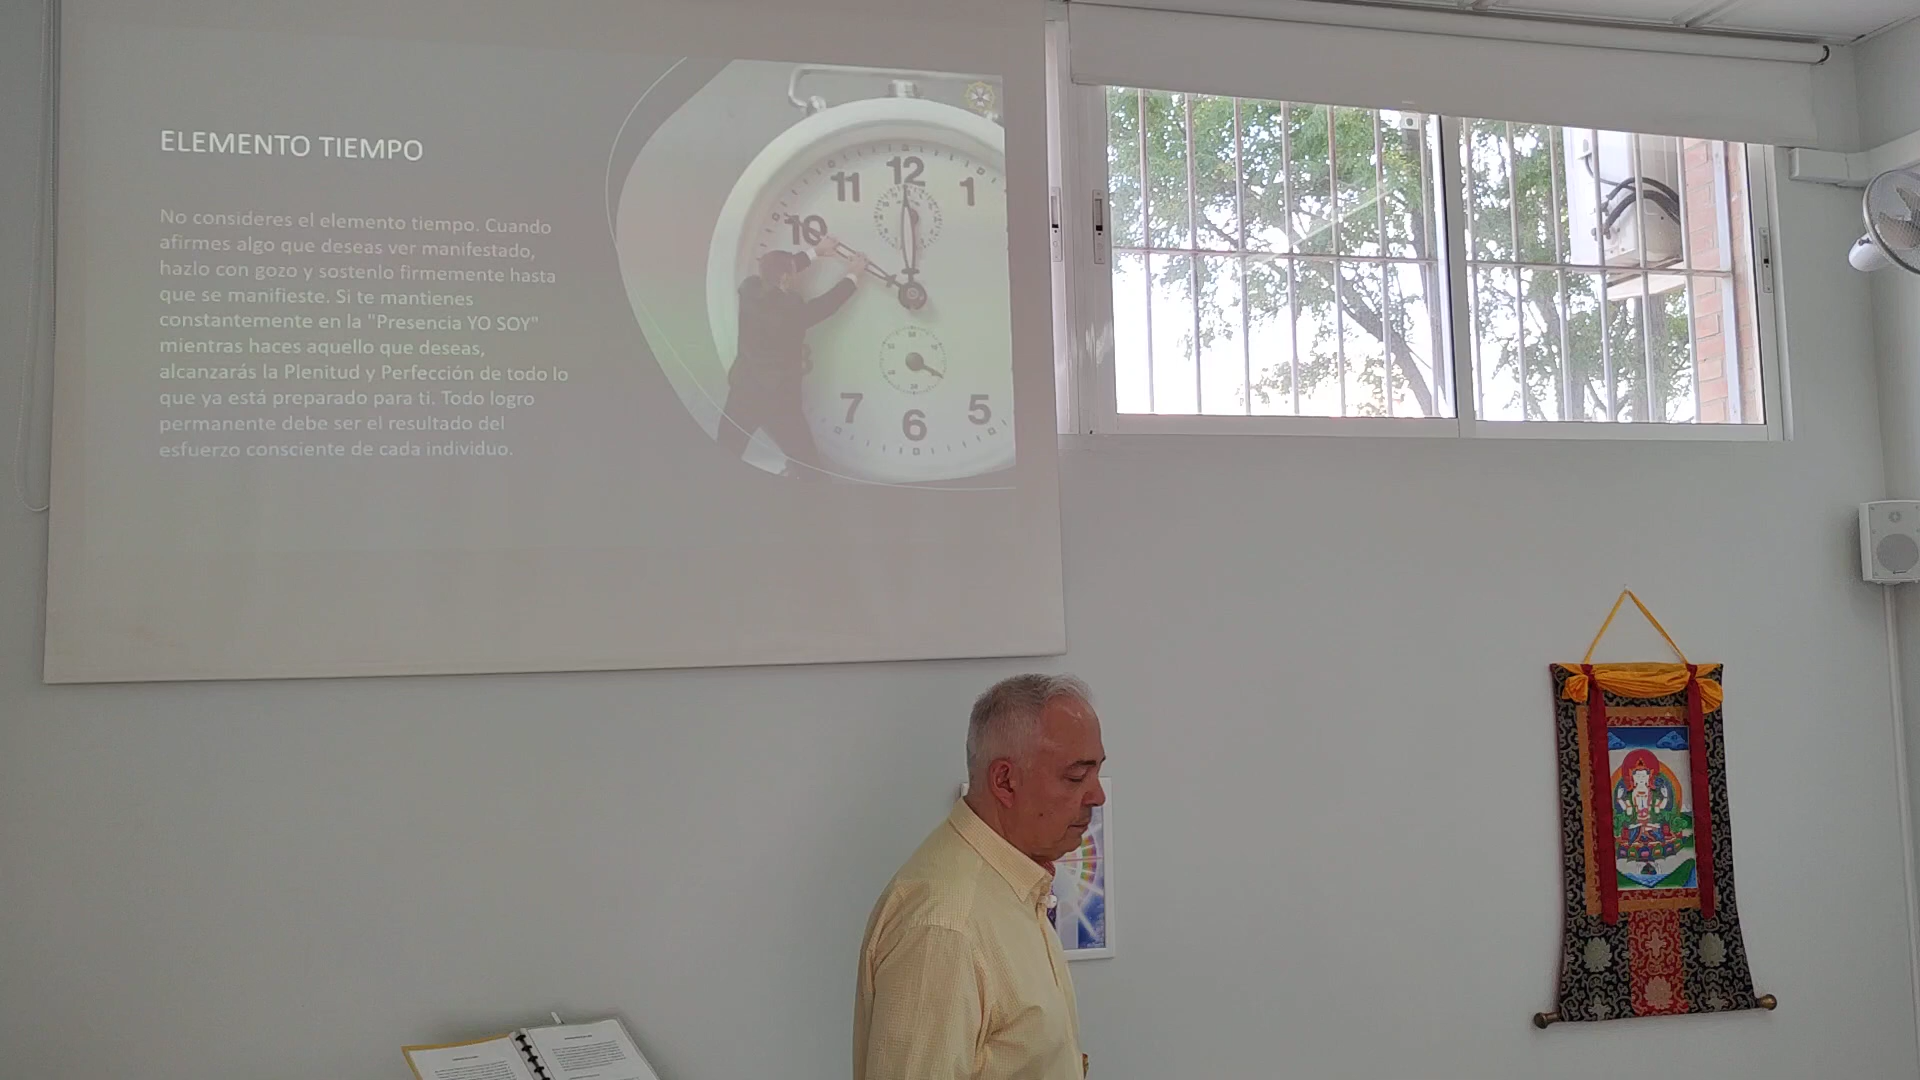 ELEMENTO TIEMPO
No consideres el elemento tiempo. Cuando
afirmes algo que deseas ver manifestado,
hazlo con gozo y sostenlo firmemente hasta
que se manifieste. Si te mantienes
constantemente en la "Presencia YO SOY"
mientras haces aquello que deseas,
alcanzarás la Plenitud y Perfección de todo lo
que ya está preparado para ti. Todo logro
permanente debe ser el resultado del
esfuerzo consciente de cada individuo.
12
11
1
10
7
6
5